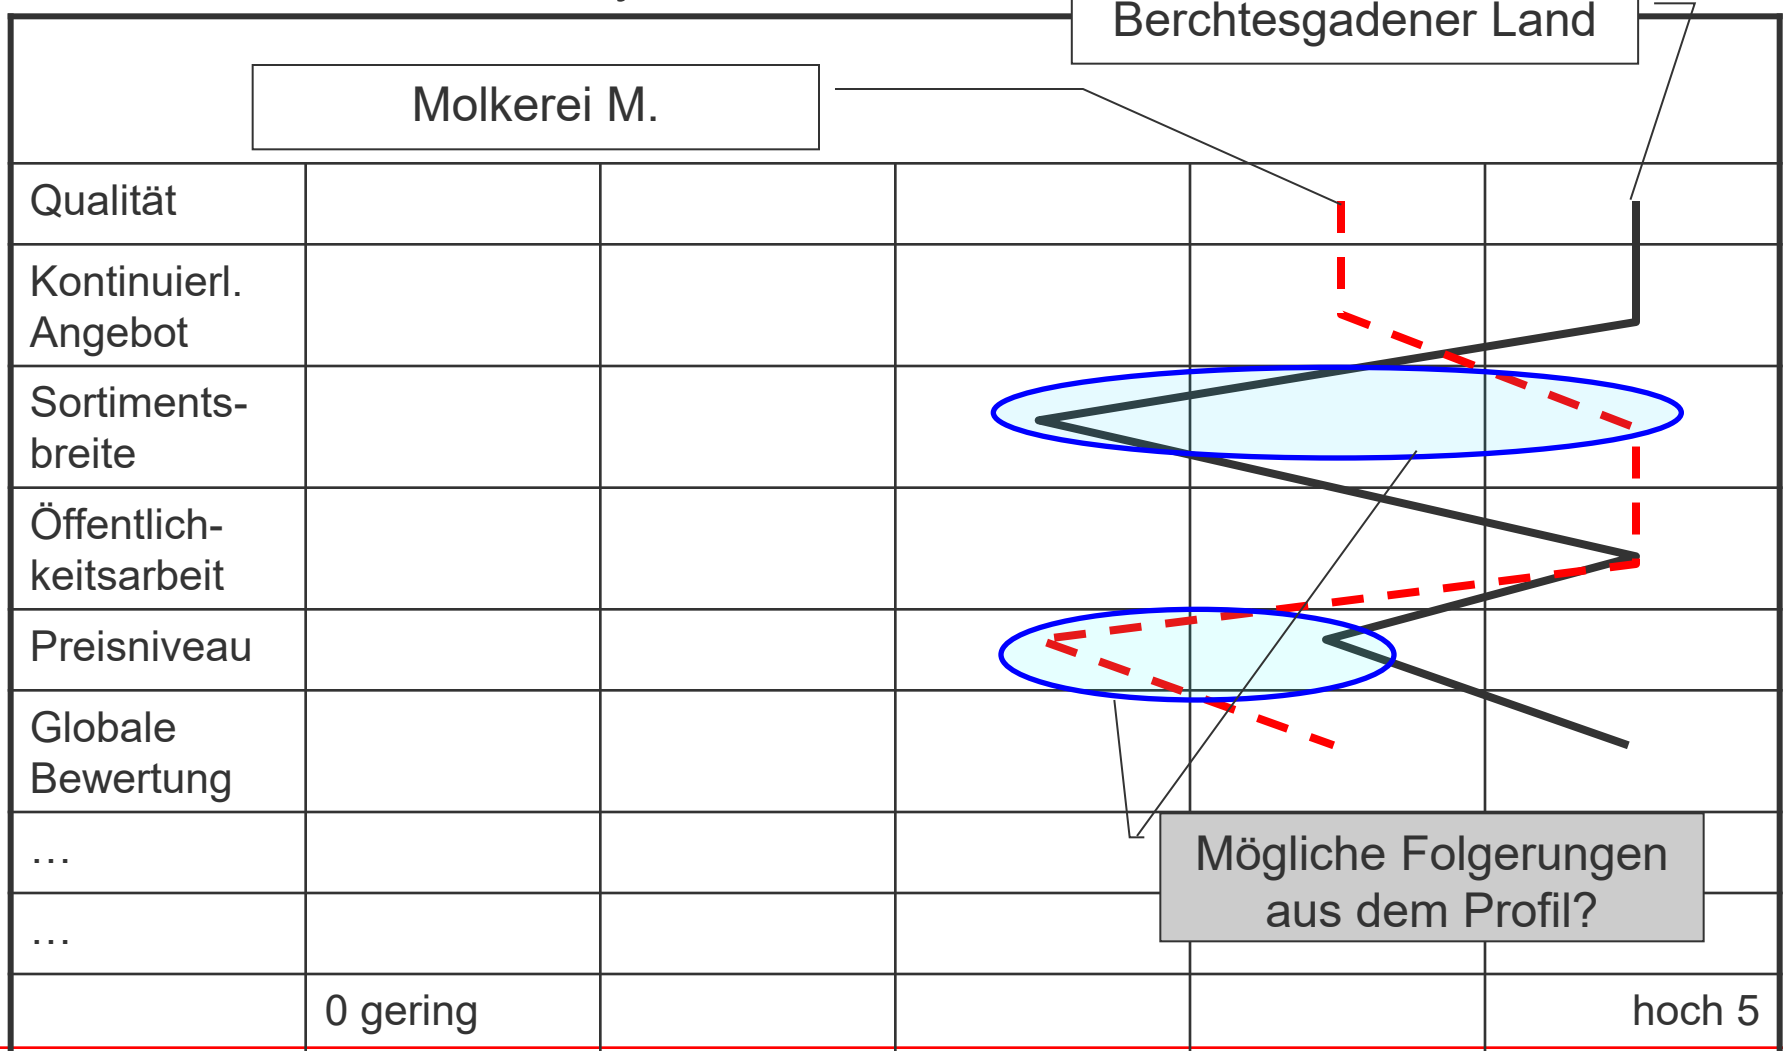 Berchtesgadener Land
Molkerei M.
Qualität
Kontinuierl.
Angebot
Sortiments-
breite
Öffentlich-
keitsarbeit
Preisniveau
Globale
Bewertung
…
Mögliche Folgerungen
aus dem Profil?
…
0 gering
hoch 5